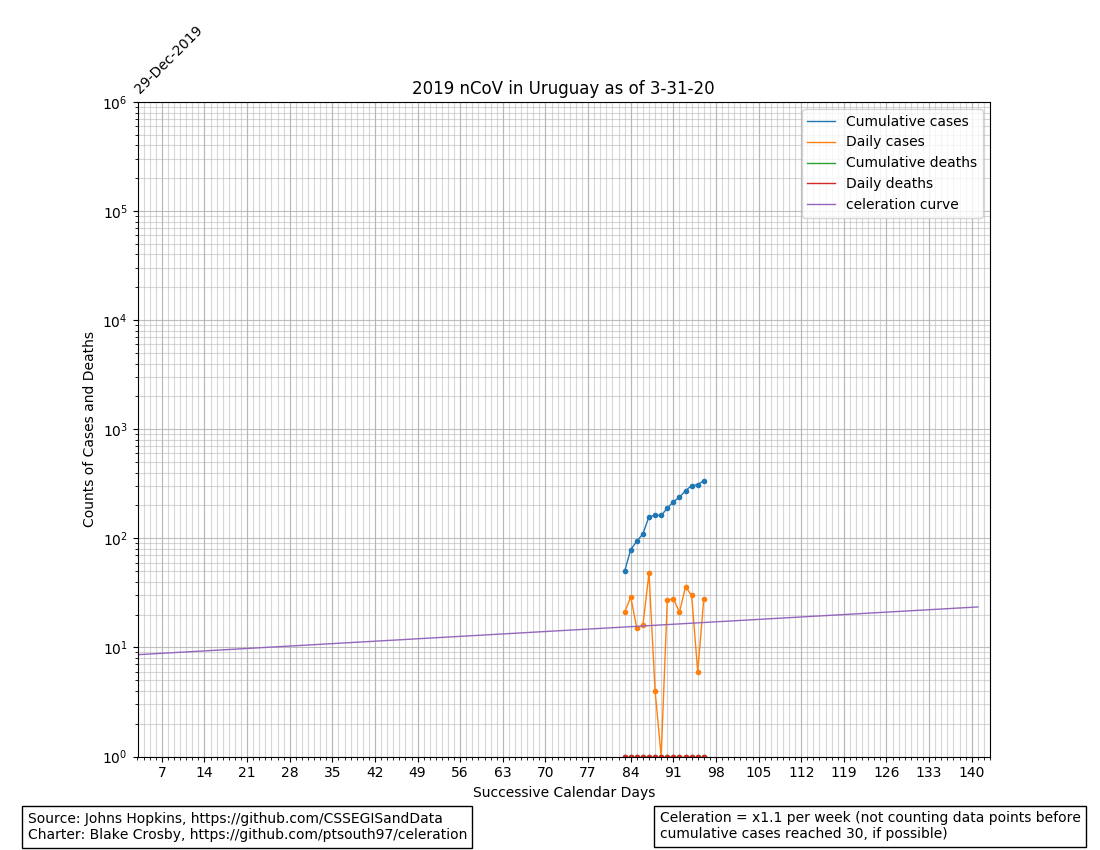 29-Dec-2019
2019 nCoV in Uruguay as of 3-31-20
Cumulative cases
Daily cases
Cumulative deaths
Daily deaths
celeration curve
Counts of Cases and Deaths
10^6
10^5
10^4
10^3
10^2
10^1
10^0
7 14 21 28 35 42 49 56 63 70 77 84 91 98 105 112 119 126 133 140
Successive Calendar Days
Source: Johns Hopkins, https://github.com/CSSEGISandData
Charter: Blake Crosby, https://github.com/ptsouth97/celeration
Celeration = x1.1 per week (not counting data points before
cumulative cases reached 30, if possible)